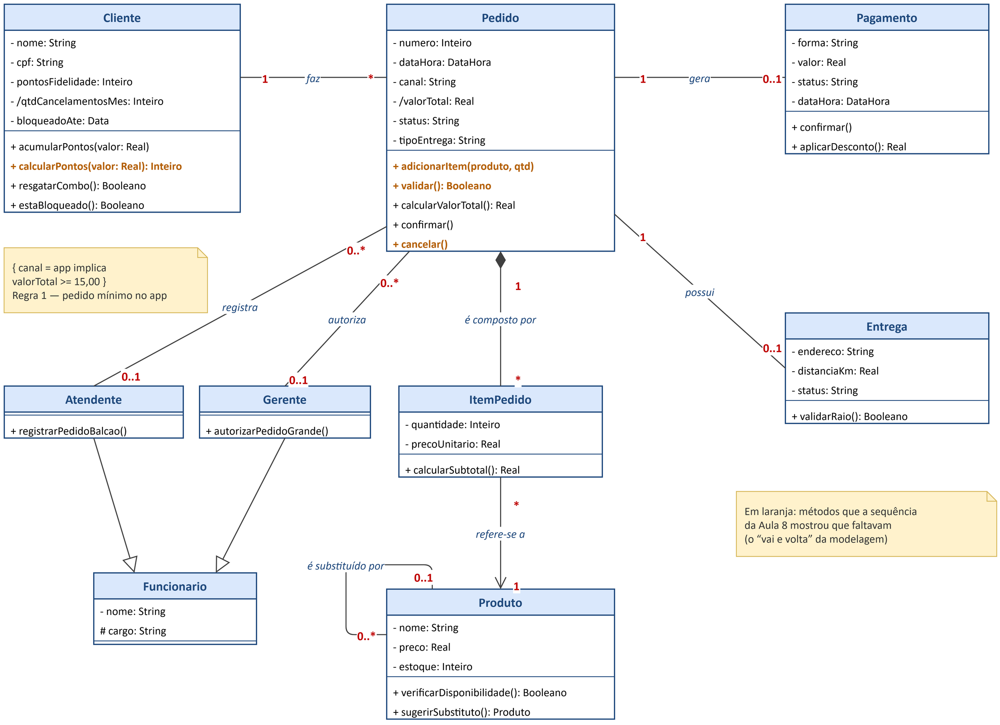 Cliente
- nome: String
- cpf: String
- pontosFidelidade: Inteiro
- /qtdCancelamentosMes: Inteiro
- bloqueadoAte: Data
+ acumularPontos(valor: Real)
+ calcularPontos(valor: Real): Inteiro
+ resgatarCombo(): Booleano
+ estaBloqueado(): Booleano
1
faz
*
Pedido
- numero: Inteiro
- dataHora: DataHora
- canal: String
- /valorTotal: Real
- status: String
- tipoEntrega: String
+ adicionarItem(produto, qtd)
+ validar(): Booleano
+ calcularValorTotal(): Real
+ confirmar()
+ cancelar()
1
gera
0..1
Pagamento
- forma: String
- valor: Real
- status: String
- dataHora: DataHora
+ confirmar()
+ aplicarDesconto(): Real
{ canal = app implica
valorTotal >= 15,00 }
Regra 1 — pedido mínimo no app
0..*
registra
0..1
0..*
autoriza
0..1
1
é composto por
*
1
possui
0..1
Entrega
- endereco: String
- distanciaKm: Real
- status: String
+ validarRaio(): Booleano
Atendente
+ registrarPedidoBalcao()
Gerente
+ autorizarPedidoGrande()
ItemPedido
- quantidade: Inteiro
- precoUnitario: Real
+ calcularSubtotal(): Real
*
refere-se a
1
Em laranja: métodos que a sequência
da Aula 8 mostrou que faltavam
(o “vai e volta” da modelagem)
é substituído por
0..1
0..*
Funcionario
- nome: String
# cargo: String
Produto
- nome: String
- preco: Real
- estoque: Inteiro
+ verificarDisponibilidade(): Booleano
+ sugerirSubstituto(): Produto